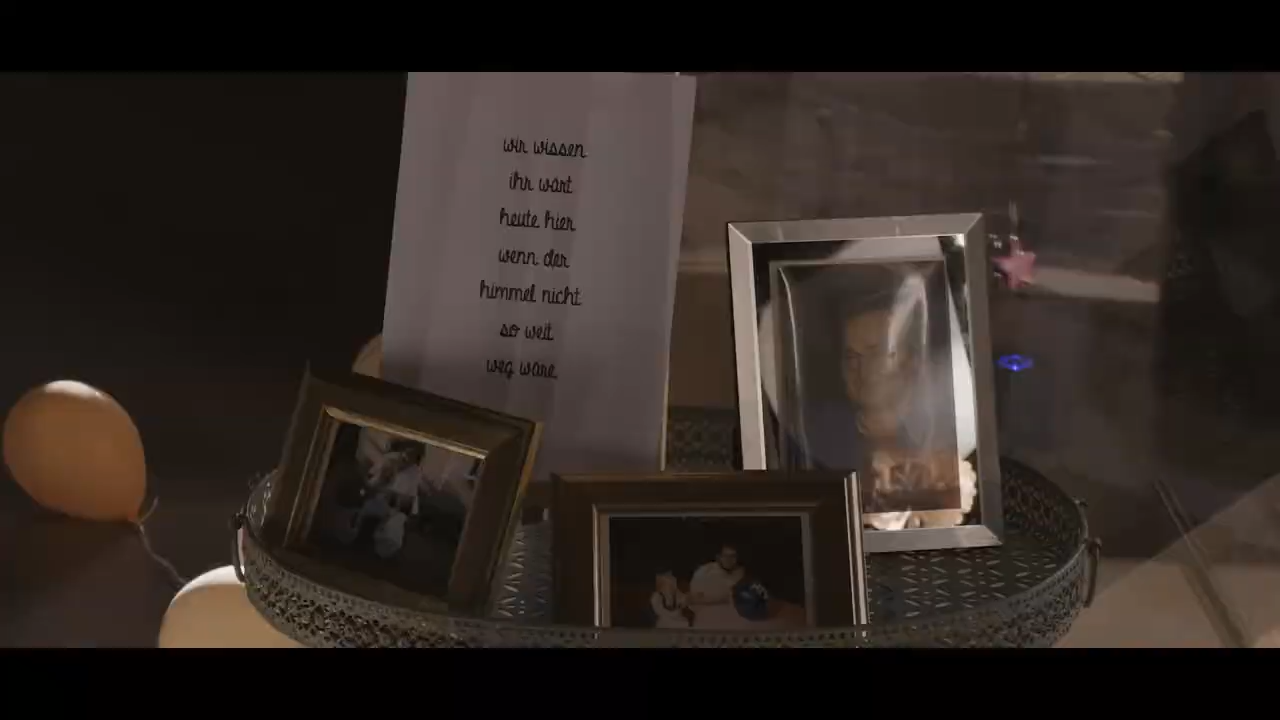 wir wissen
ihr wart
heute hier
wenn der
himmel nicht
so weit
weg wäre